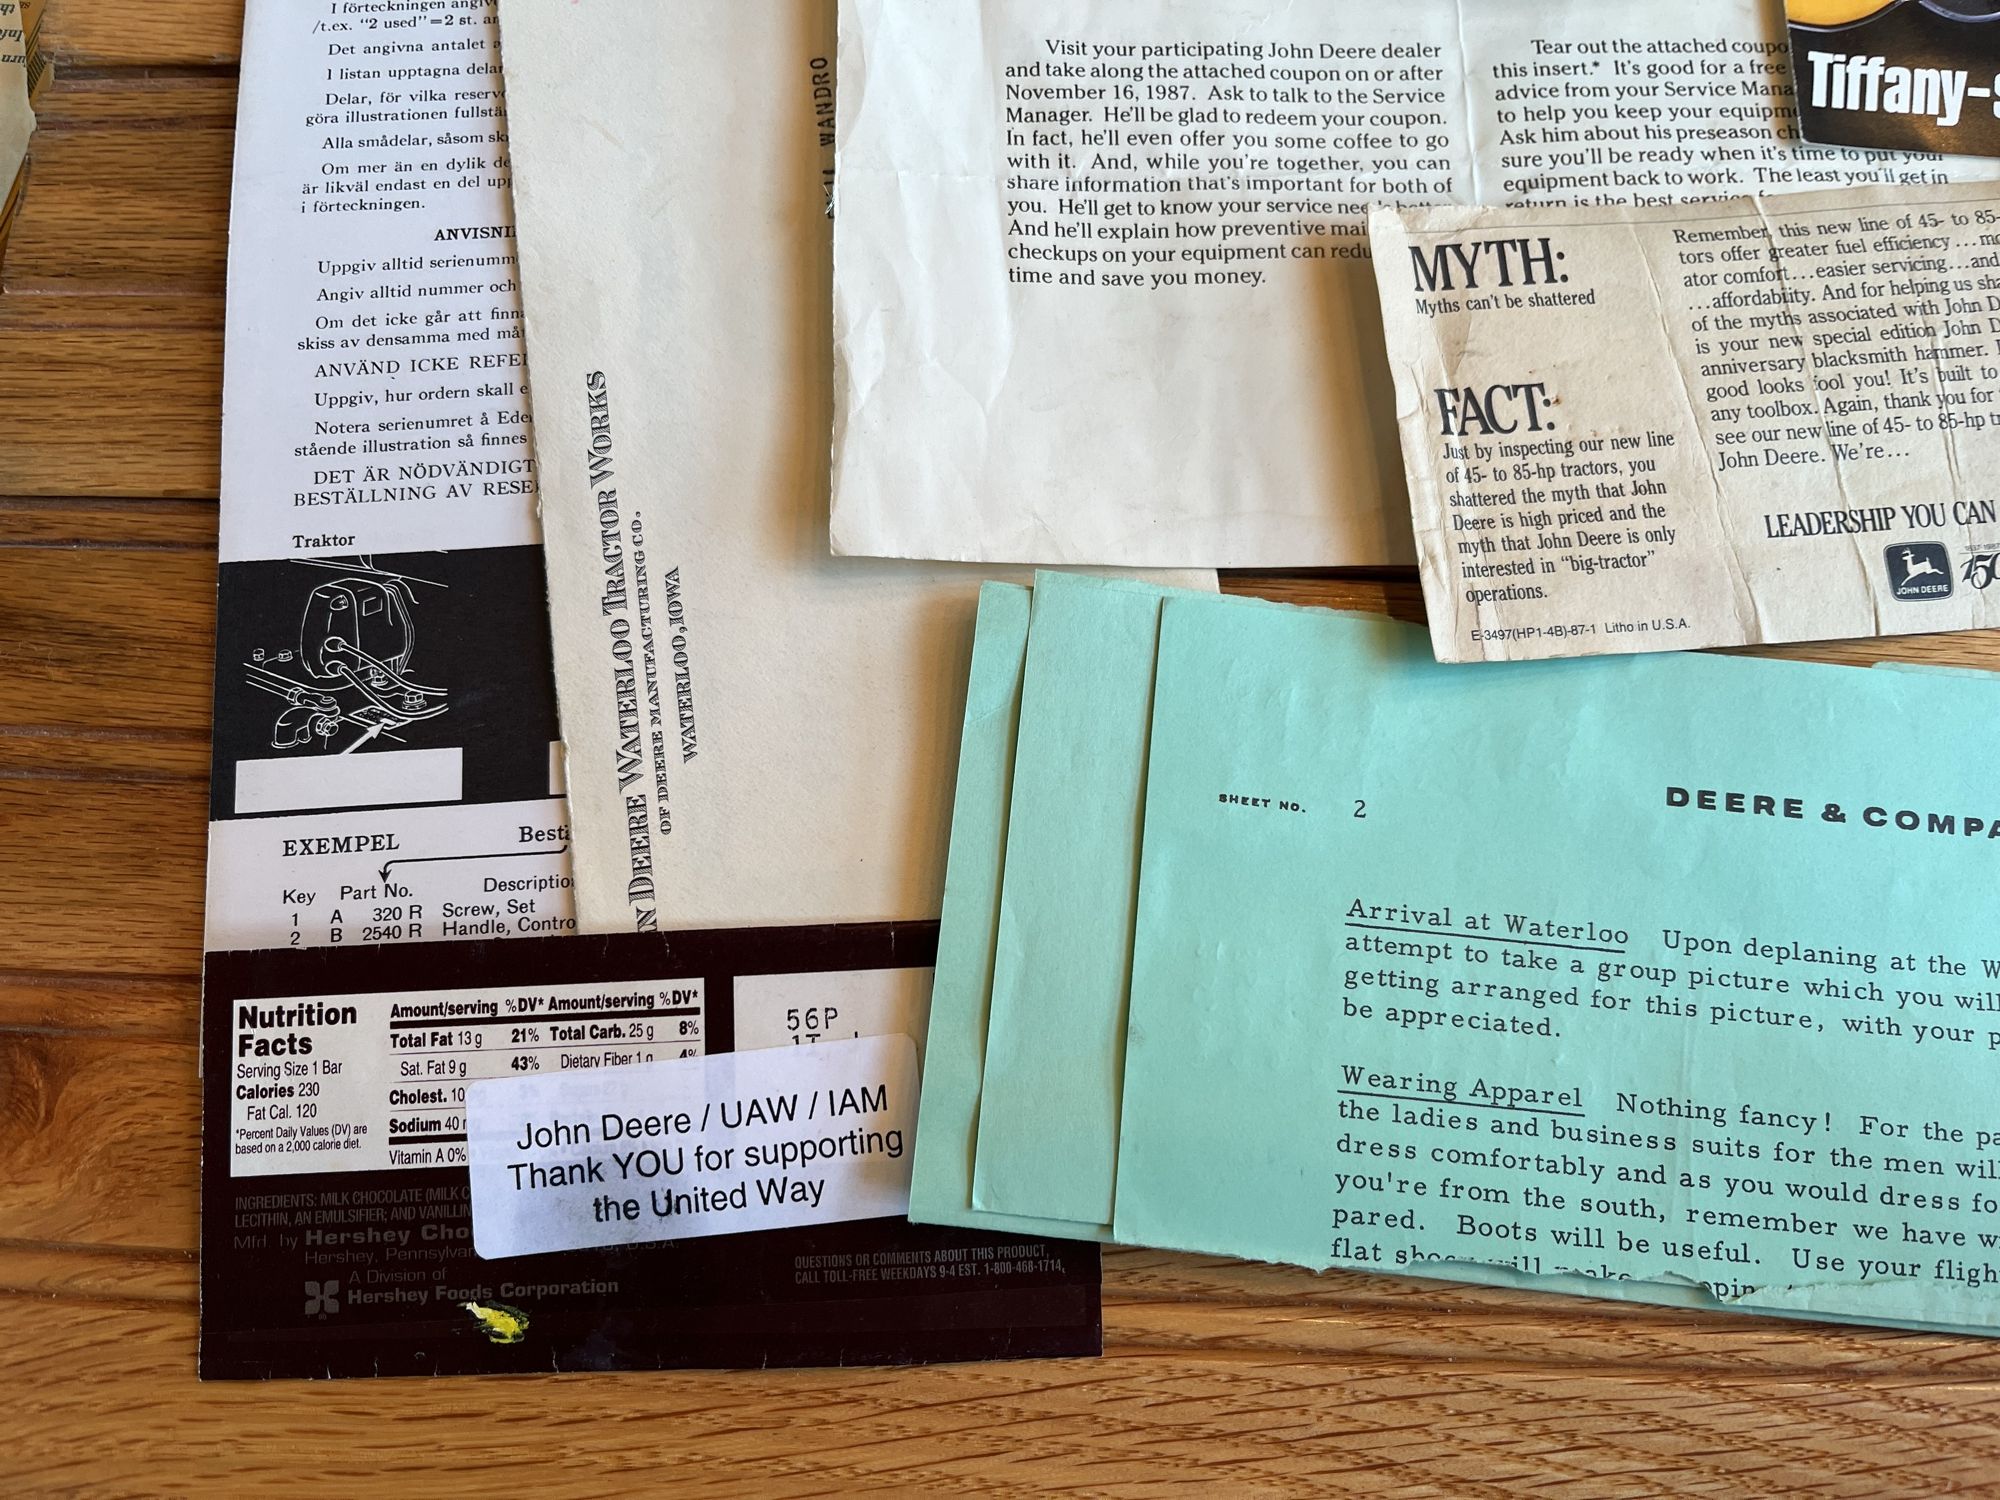 I förteckningen
/t.ex. "2 used"=2 st.
Det angivna antalet
I listan upptagna
Delar, för vilka
göra illustrationen
Alla smådelar, såsom
Om mer än en dylik
är likväl endast en del
i förteckningen.
Uppgiv alltid
Angiv alltid nummer och
Om det icke går att
skiss av densamma med
ANVÄND ICKE
Uppgiv, hur ordern skall
Notera serienumret å
stående illustration så finnes
DET ÄR NÖDVÄNDIGT
BESTÄLLNING AV
Traktor
EXEMPEL
Key Part No.
1 A 320 R Screw, Set
2 B 2540 R Handle,
DEERE WATERLOO TRACTOR WORKS
OF DEERE MANUFACTURING CO.
WATERLOO, IOWA
WANDRO
Visit your participating John Deere dealer
and take along the attached coupon on or after
November 16, 1987. Ask to talk to the Service
Manager. He'll be glad to redeem your coupon.
In fact, he'll even offer you some coffee to go
with it. And, while you're together, you can
share information that's important for both of
you. He'll get to know your service
And he'll explain how preventive
checkups on your equipment can
time and save you money.
Tear out the attached
this insert.* It's good for a free
advice from your Service
to help you keep your
Ask him about his preseason
sure you'll be ready when it's time to put your
equipment back to work. The least you'll get in
return is the best
Tiffany-
MYTH:
Myths can't be shattered
FACT:
Just by inspecting our new line
of 45- to 85-hp tractors, you
shattered the myth that John
Deere is high priced and the
myth that John Deere is only
interested in "big-tractor"
operations.
E-3497(HP1-4B)-87-1 Litho in U.S.A.
Remember, this new line of 45- to 85-
tors offer greater fuel efficiency...
ator comfort...easier servicing...and
...affordability. And for helping us
of the myths associated with John
is your new special edition John
anniversary blacksmith hammer.
good looks fool you! It's built to
any toolbox. Again, thank you for
see our new line of 45- to 85-hp
John Deere. We're...
LEADERSHIP YOU CAN
JOHN DEERE
150
SHEET NO. 2
DEERE &
Arrival at Waterloo Upon deplaning at the
attempt to take a group picture which you will
getting arranged for this picture, with your
be appreciated.
Wearing Apparel Nothing fancy! For the
the ladies and business suits for the men will
dress comfortably and as you would dress
you're from the south, remember we have
pared. Boots will be useful. Use your
flat
Nutrition
Facts
Serving Size 1 Bar
Calories 230
Fat Cal. 120
*Percent Daily Values (DV) are
based on a 2,000 calorie diet.
Amount/serving %DV* Amount/serving %DV*
Total Fat 13 g 21% Total Carb. 25 g 8%
Sat. Fat 9 g 43% Dietary Fiber 1 g 4%
Cholest. 10
Sodium 40
Vitamin A 0%
56P
John Deere / UAW / IAM
Thank YOU for supporting
the United Way
INGREDIENTS: MILK CHOCOLATE (MILK
LECITHIN, AN EMULSIFIER; AND
Mfd. by Hershey
Hershey,
A Division of
Hershey Foods Corporation
QUESTIONS OR COMMENTS ABOUT THIS PRODUCT,
CALL TOLL-FREE WEEKDAYS 9-4 EST. 1-800-468-1714.